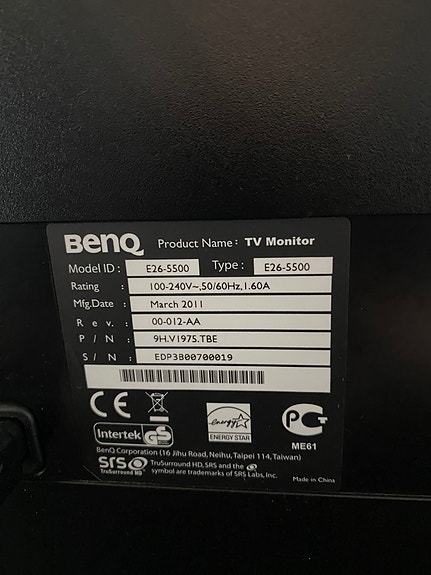 BenQ Product Name : TV Monitor
Model ID : E26-5500 Type : E26-5500
Rating : 100-240V~,50/60Hz,1.60A
Mfg.Date : March 2011
Rev. : 00-012-AA
P/N : 9H.V1975.TBE
S/N : EDP3B00700019
CE
energy
Intertek GS ENERGY STAR PC
ME61
BenQ Corporation (16 Jihu Road, Neihu, Taipei 114, Taiwan)
SRS TruSurround HD, SRS and the symbol are trademarks of SRS Labs, Inc.
TruSurround HD
Made in China